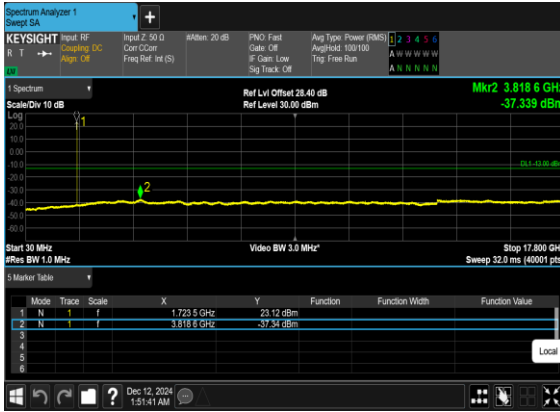 Spectrum Analyzer 1
Swept SA
+
KEYSIGHT Input: RF Input Z: 50 Ω #Atten: 20 dB PNO: Fast Avg Type: Power (RMS) 1 2 3 4 5 6
R T Coupling: DC Corr CCorr Gate: Off Avg|Hold: 100/100 A W W W W W
Align: Off Freq Ref: Int (S) IF Gain: Low Trig: Free Run
Sig Track: Off A N N N N N
1 Spectrum Ref Lvl Offset 28.40 dB Mkr2 3.818 6 GHz
Scale/Div 10 dB Ref Level 30.00 dBm -37.339 dBm
Log
20.0
10.0
0.00
-10.0
-20.0
-30.0
-40.0
-50.0
-60.0
1
2
DL1 -13.00 dBm
Start 30 MHz Video BW 3.0 MHz* Stop 17.800 GHz
#Res BW 1.0 MHz Sweep 32.0 ms (40001 pts)
5 Marker Table
Mode Trace Scale X Y Function Function Width Function Value
1 N 1 f 1.723 5 GHz 23.12 dBm
2 N 1 f 3.818 6 GHz -37.34 dBm
3
4
5
6
Local
? Dec 12, 2024
1:51:41 AM